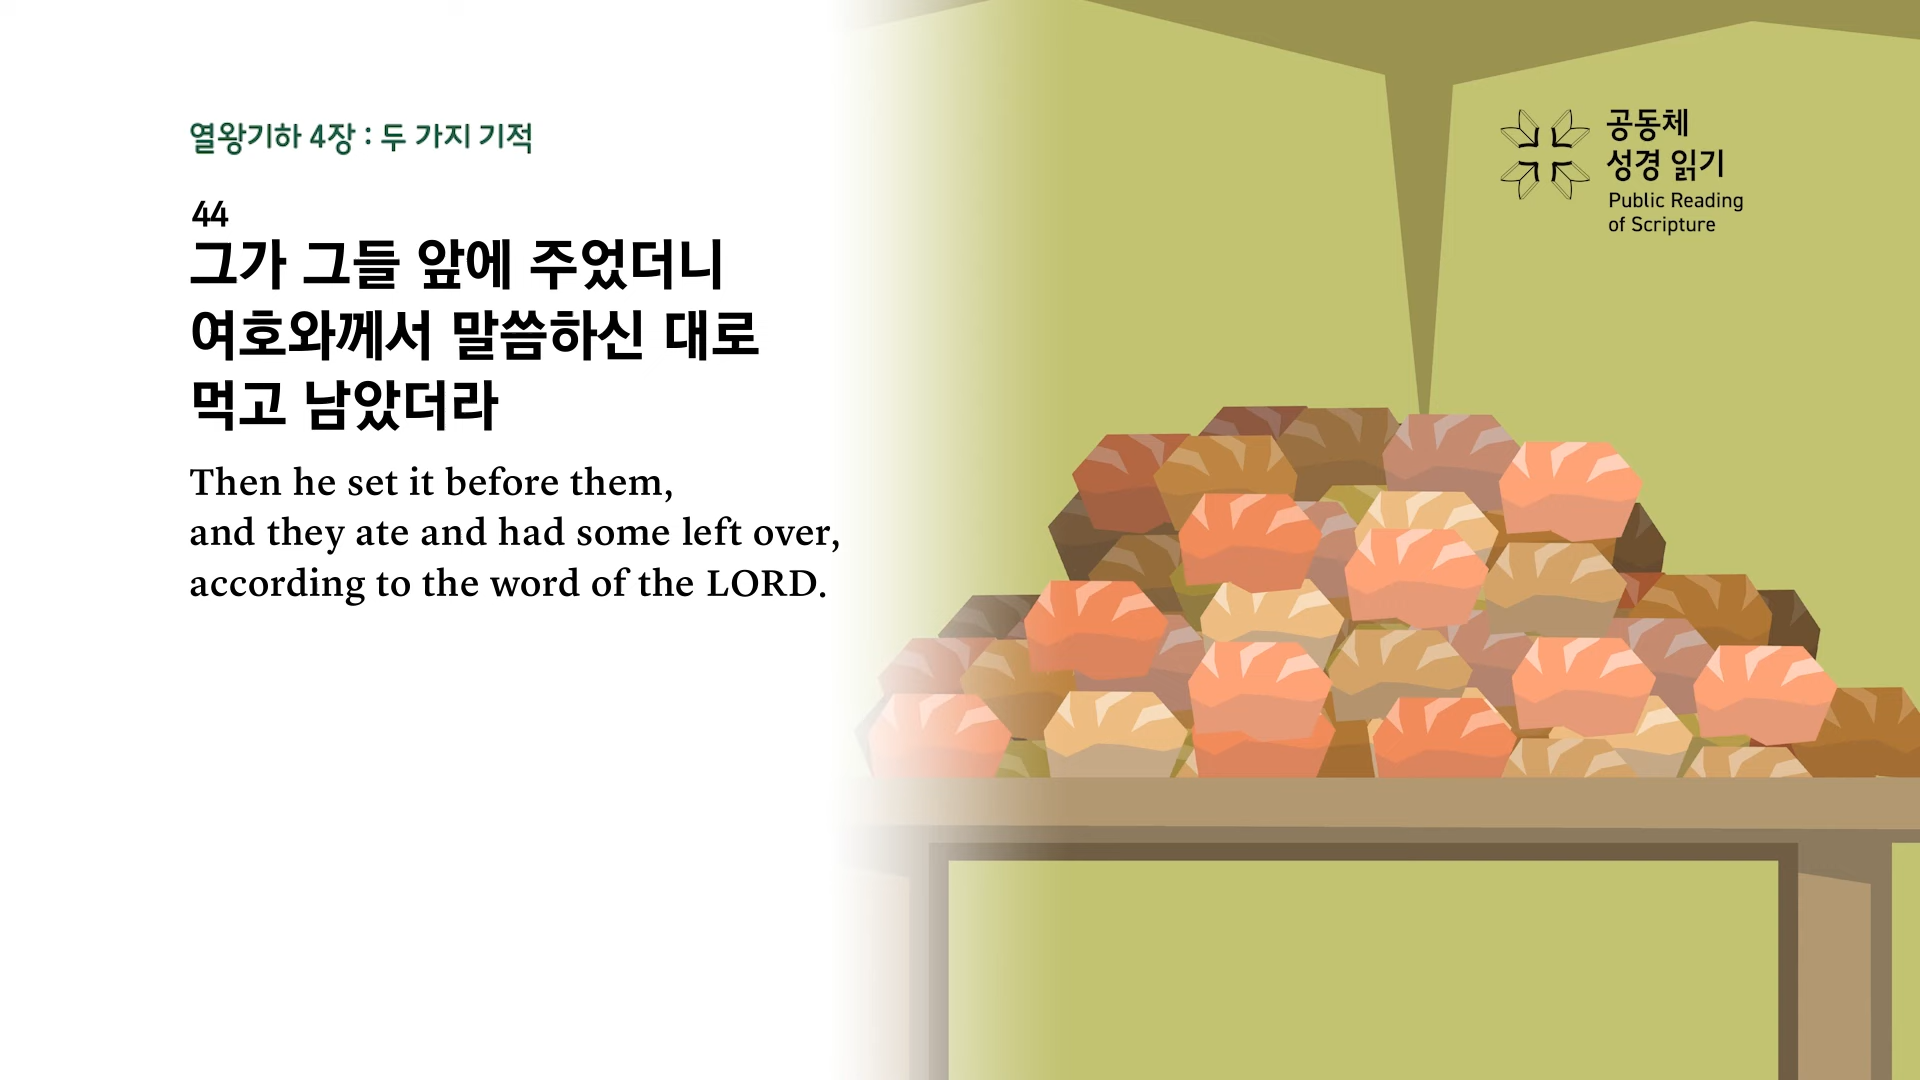 열왕기하 4장 : 두 가지 기적
44
그가 그들 앞에 주었더니
여호와께서 말씀하신 대로
먹고 남았더라
Then he set it before them,
and they ate and had some left over,
according to the word of the LORD.
공동체
성경 읽기
Public Reading
of Scripture